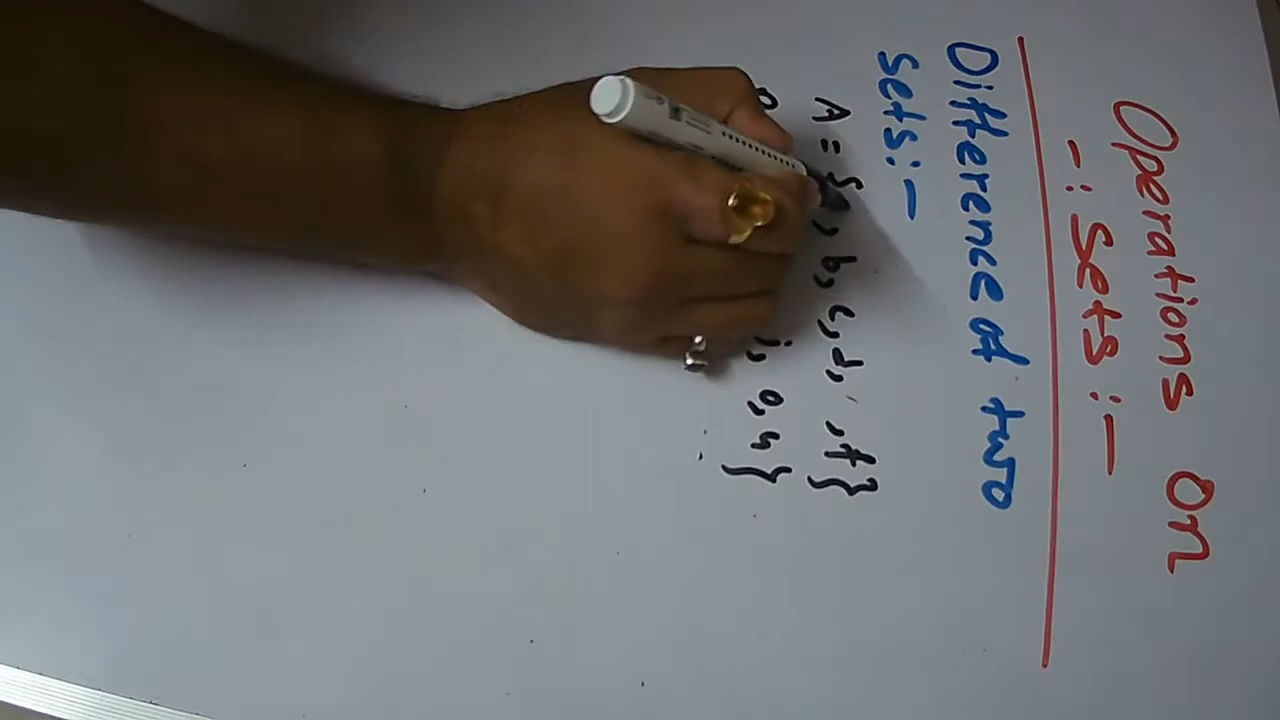 Operations on
-: Sets :-
Difference of two
Sets:-
A = { , b, c, d, , f}
i, o, u}